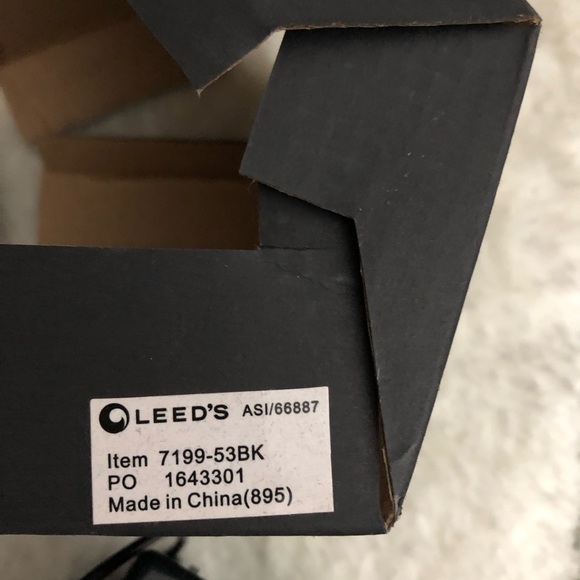 LEED'S ASI/66887
Item 7199-53BK
PO 1643301
Made in China(895)